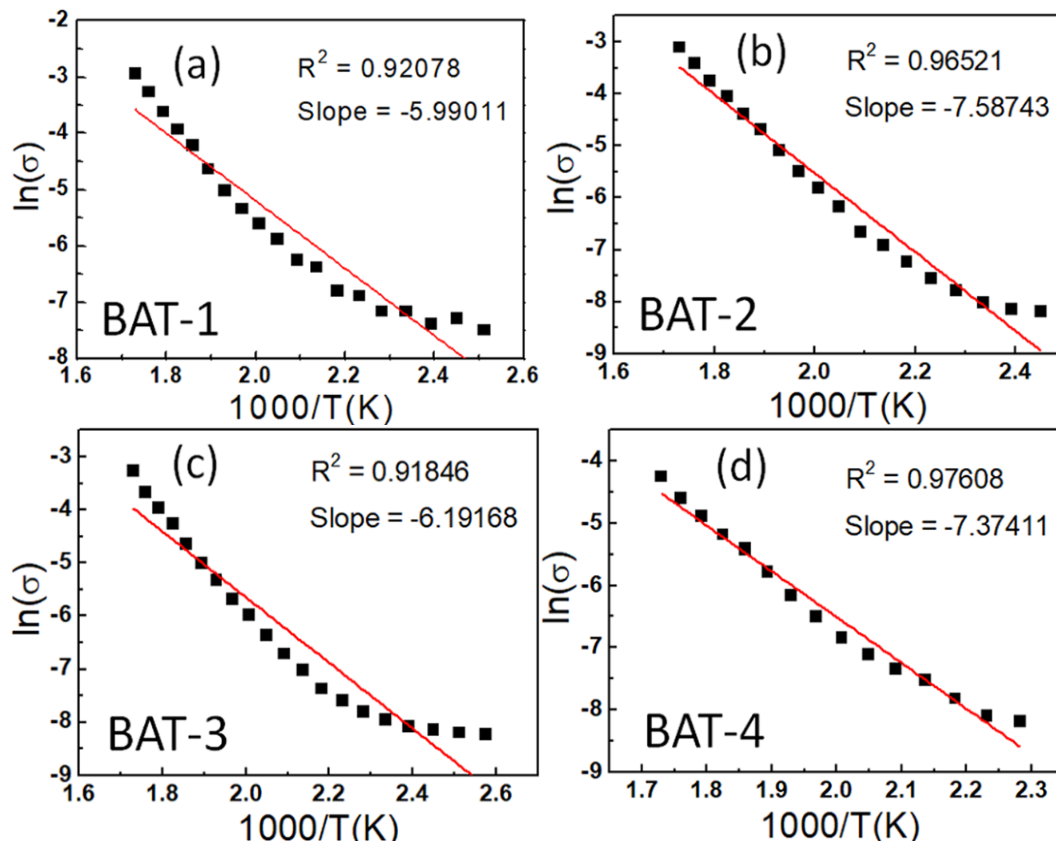 (a)
R² = 0.92078
Slope = -5.99011
BAT-1
ln(σ)
-2
-3
-4
-5
-6
-7
-8
1.6 1.8 2.0 2.2 2.4 2.6
1000/T(K)
(b)
R² = 0.96521
Slope = -7.58743
BAT-2
ln(σ)
-3
-4
-5
-6
-7
-8
-9
1.6 1.8 2.0 2.2 2.4
1000/T(K)
(c)
R² = 0.91846
Slope = -6.19168
BAT-3
ln(σ)
-3
-4
-5
-6
-7
-8
-9
1.6 1.8 2.0 2.2 2.4 2.6
1000/T(K)
(d)
R² = 0.97608
Slope = -7.37411
BAT-4
ln(σ)
-4
-5
-6
-7
-8
-9
1.7 1.8 1.9 2.0 2.1 2.2 2.3
1000/T(K)